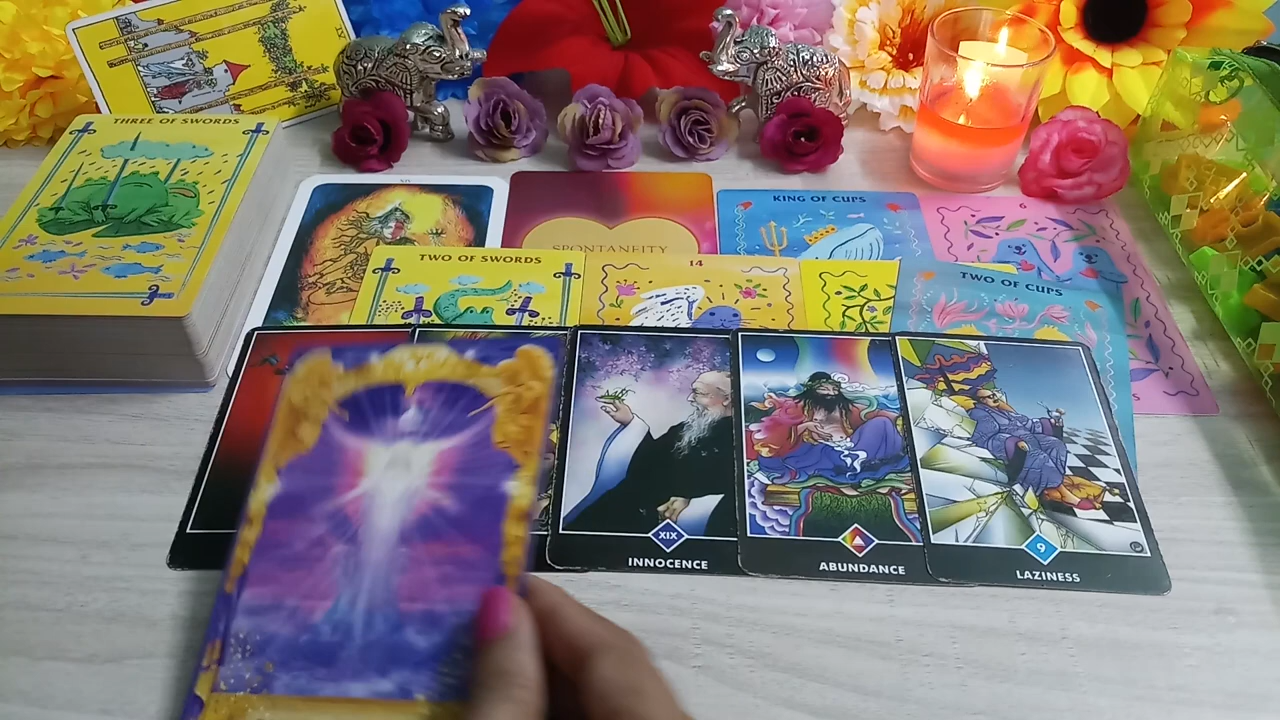 THREE OF SWORDS
XIV
SPONTANEITY
KING OF CUPS
TWO OF SWORDS
14
TWO OF CUPS
XIX
INNOCENCE
ABUNDANCE
9
LAZINESS